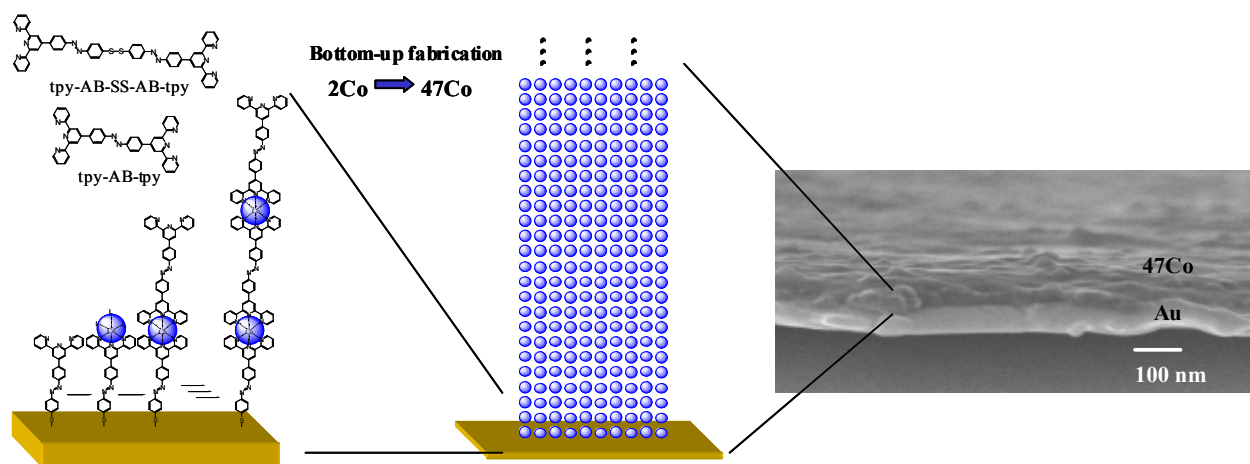 tpy-AB-SS-AB-tpy
tpy-AB-tpy
Bottom-up fabrication
2Co 47Co
47Co
Au
100 nm